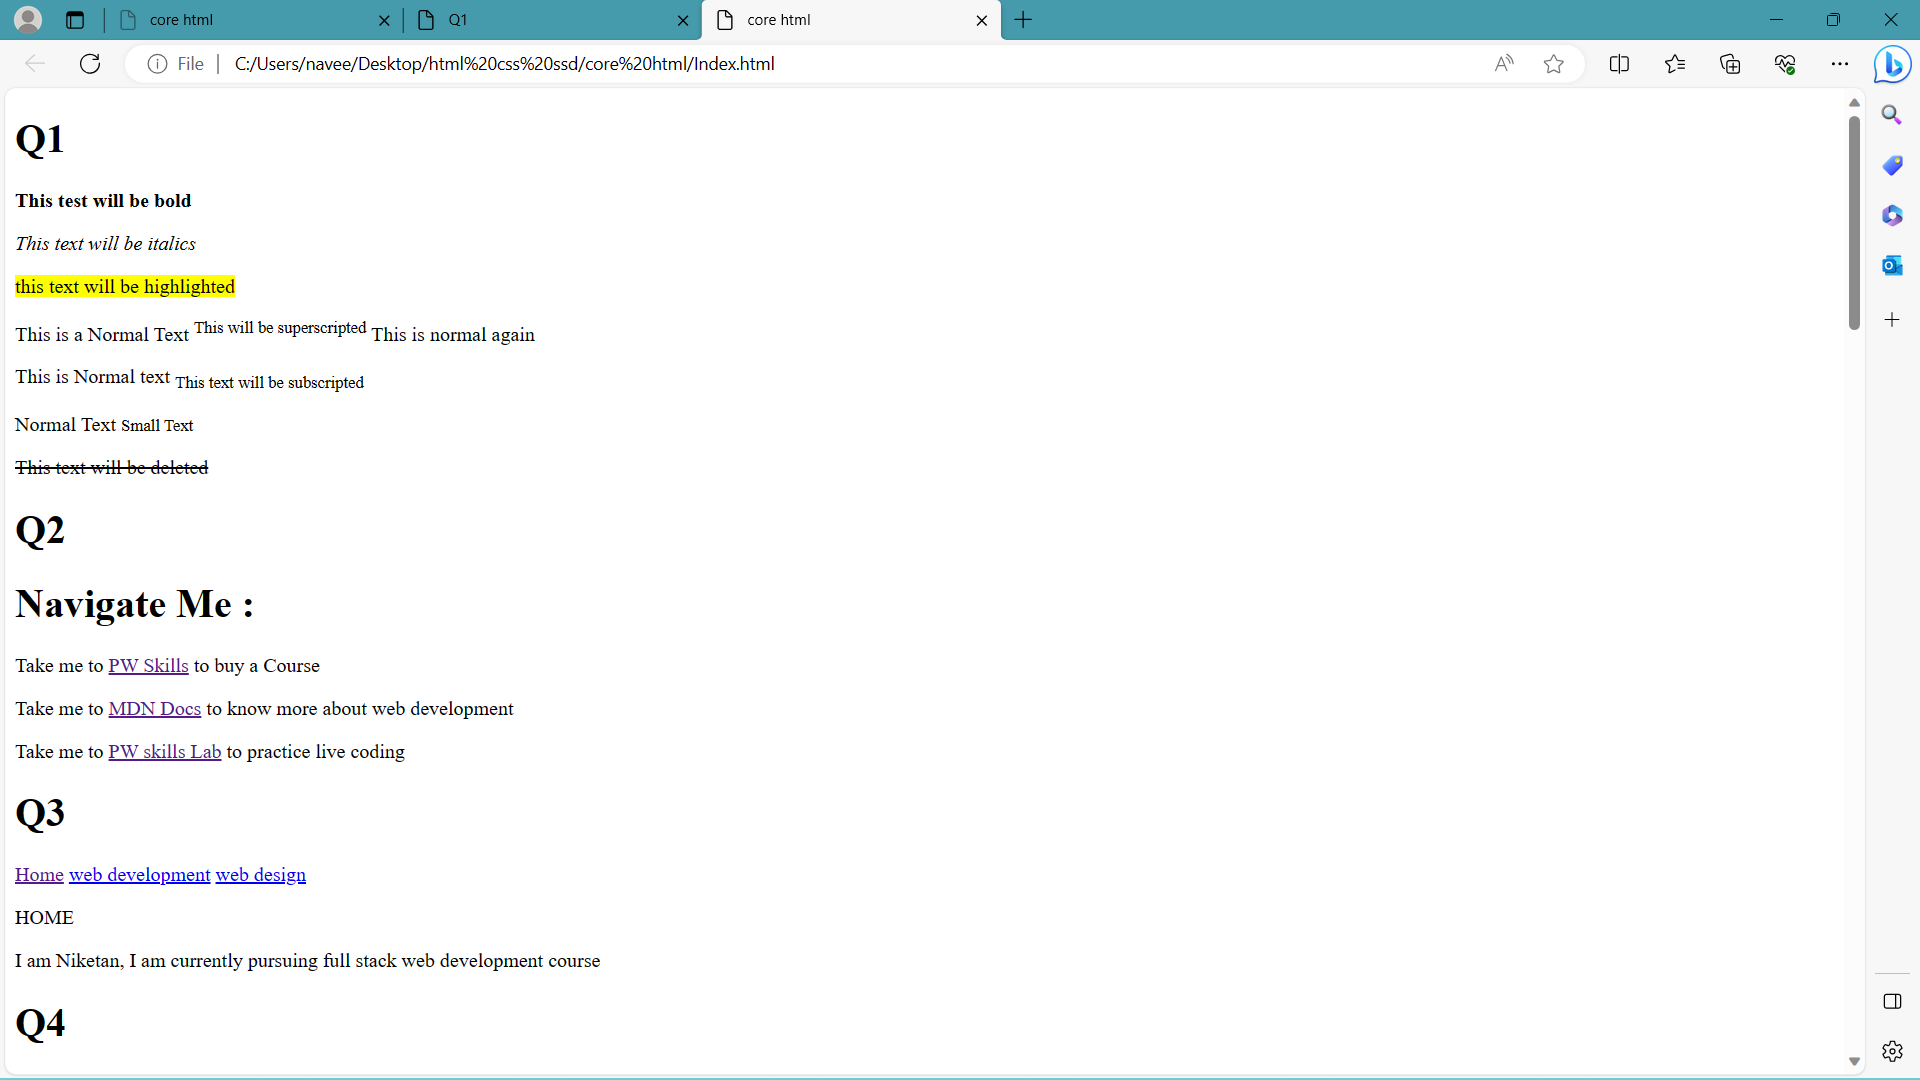 core html
Q1
core html
File
C:/Users/navee/Desktop/html%20css%20ssd/core%20html/Index.html
Q1
This test will be bold
This text will be italics
this text will be highlighted
This is a Normal Text This will be superscripted This is normal again
This is Normal text This text will be subscripted
Normal Text Small Text
This text will be deleted
Q2
Navigate Me :
Take me to PW Skills to buy a Course
Take me to MDN Docs to know more about web development
Take me to PW skills Lab to practice live coding
Q3
Home web development web design
HOME
I am Niketan, I am currently pursuing full stack web development course
Q4